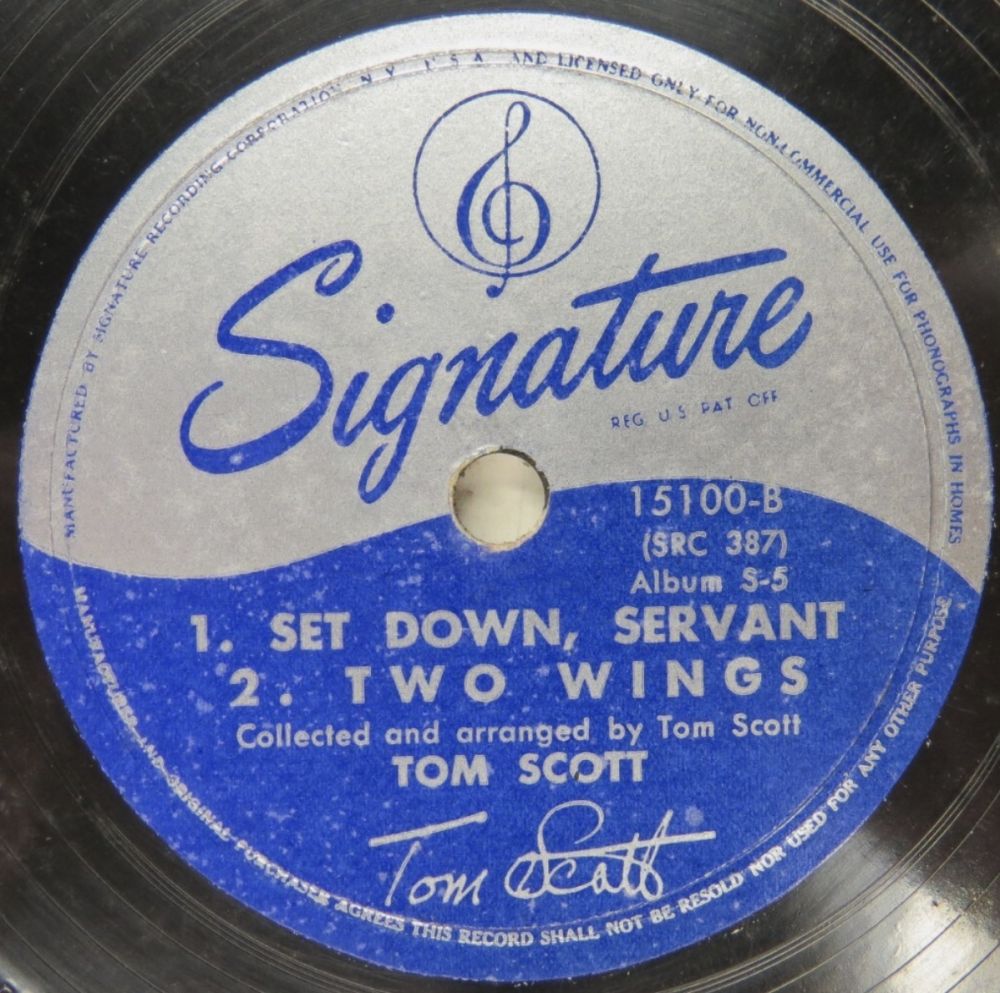 MANUFACTURED BY SIGNATURE RECORDING CORPORATION N.Y. U.S.A. AND LICENSED ONLY FOR NON-COMMERCIAL USE FOR PHONOGRAPHS IN HOMES
Signature
REG. U S PAT OFF
15100-B
(SRC 387)
Album S-5
1. SET DOWN, SERVANT
2. TWO WINGS
Collected and arranged by Tom Scott
TOM SCOTT
Tom Scott
MANUFACTURER AND ORIGINAL PURCHASER AGREES THIS RECORD SHALL NOT BE RESOLD NOR USED FOR ANY OTHER PURPOSE